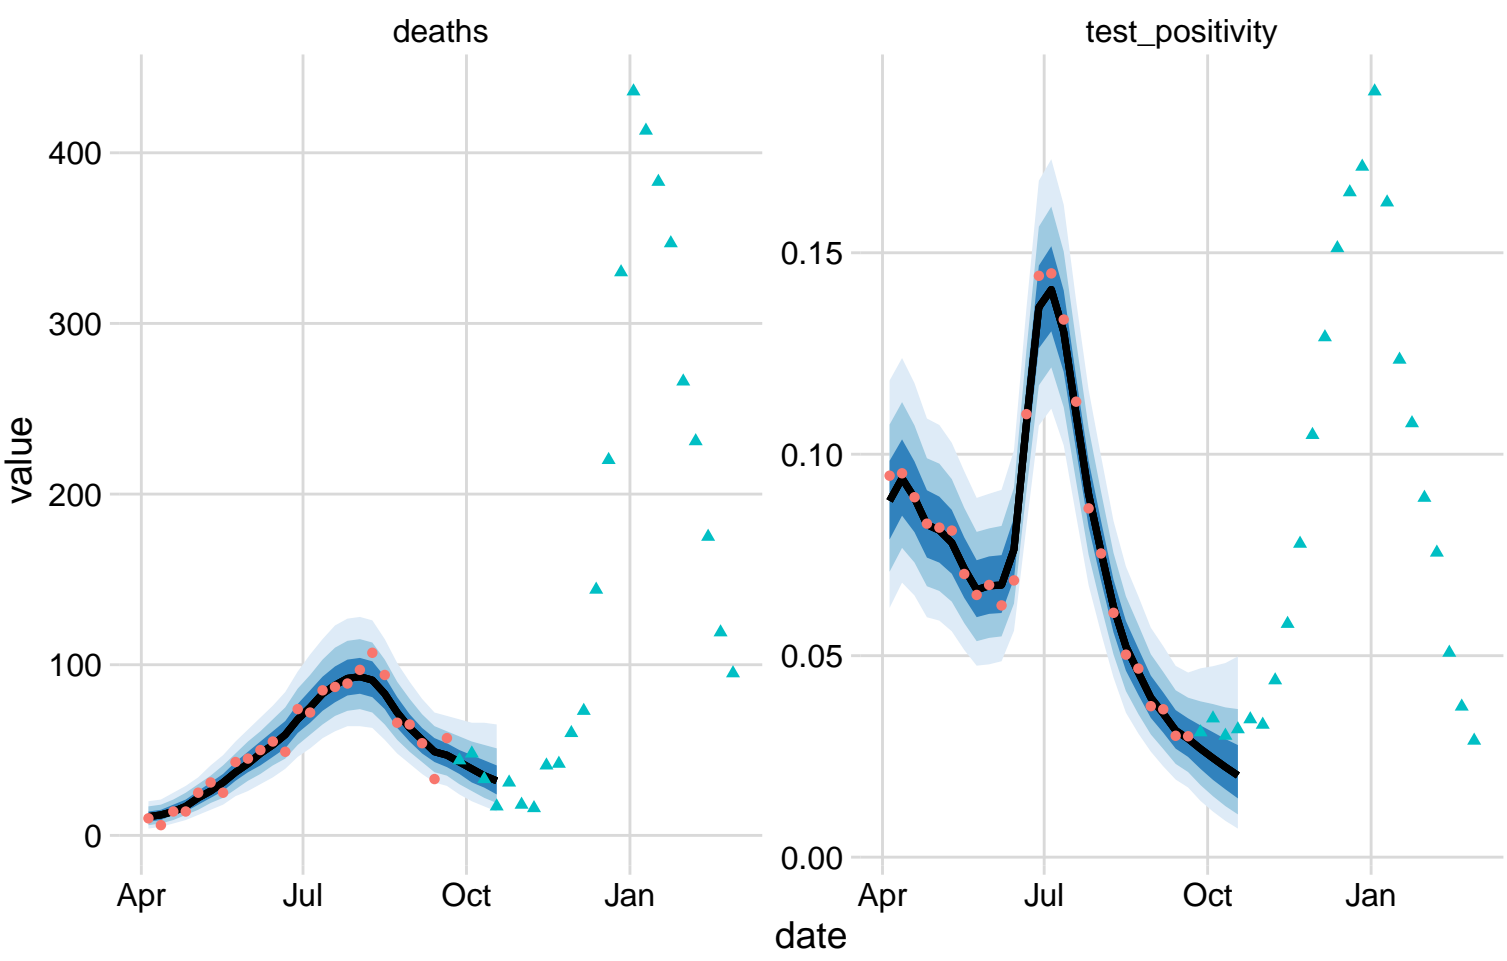 deaths
test_positivity
value
400
300
200
100
0
0.15
0.10
0.05
0.00
Apr Jul Oct Jan
Apr Jul Oct Jan
date